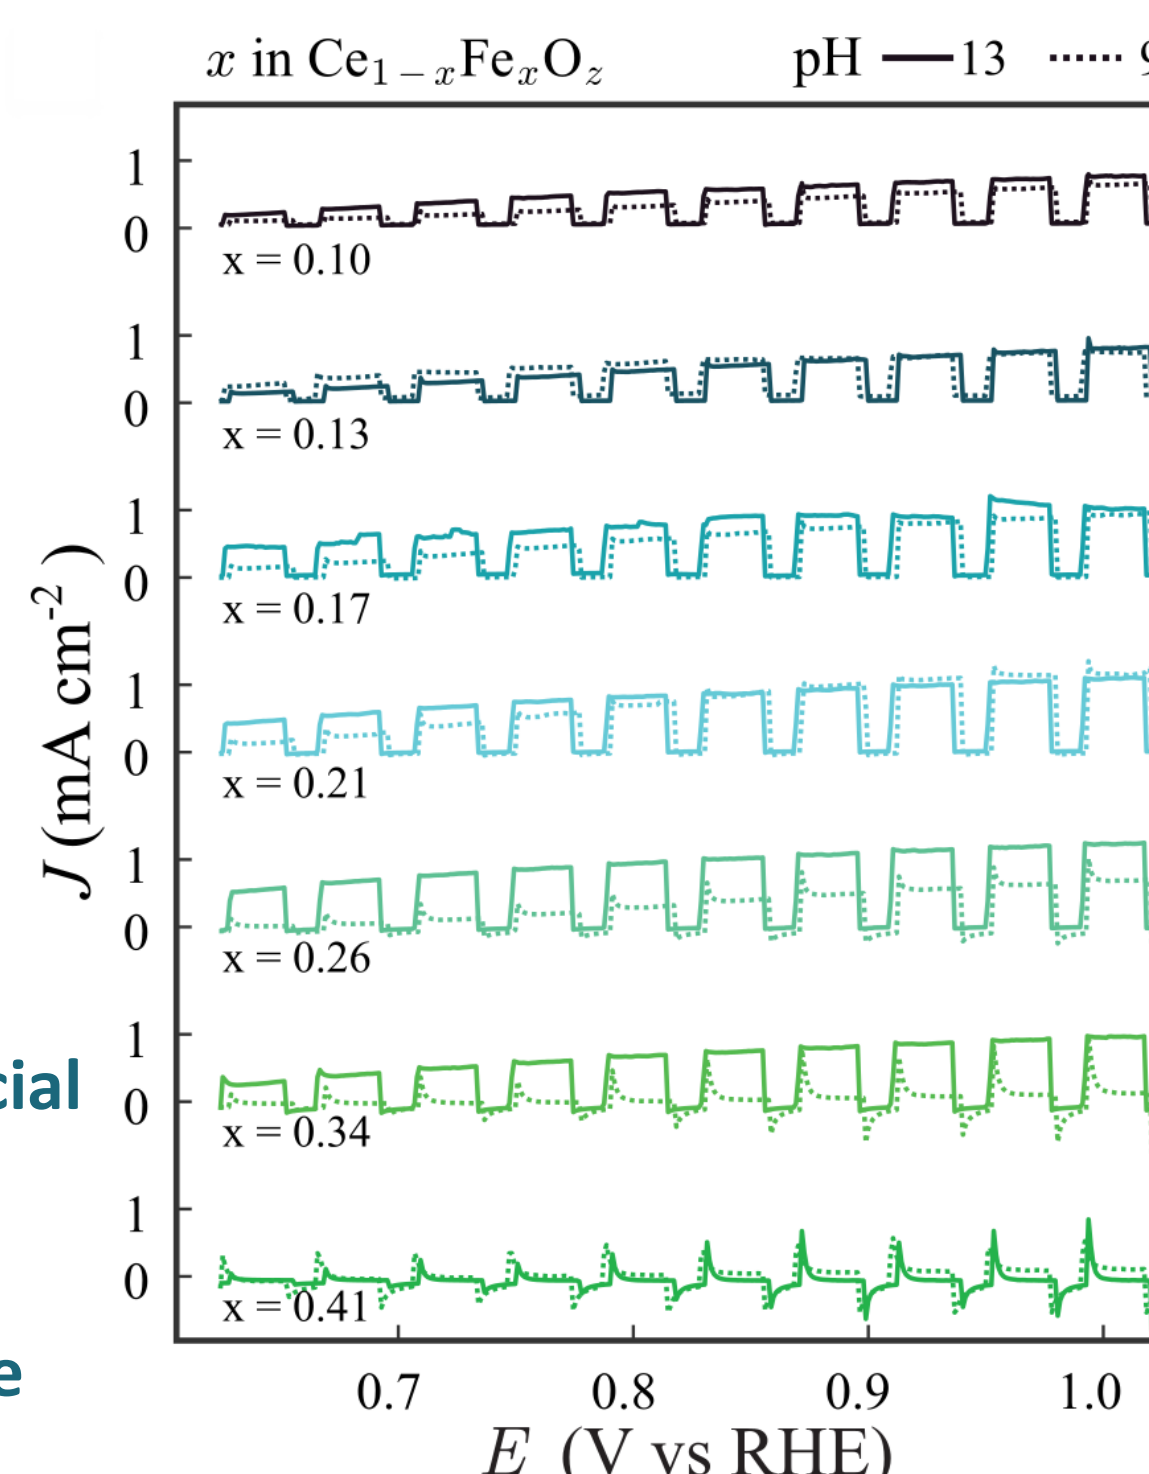 x in Ce1 − xFexOz pH 13 9
1
0
x = 0.10
1
0
x = 0.13
1
0
x = 0.17
1
0
x = 0.21
1
0
x = 0.26
1
0
x = 0.34
1
0
x = 0.41
J (mA cm-2)
cial
e
0.7 0.8 0.9 1.0
E (V vs RHE)